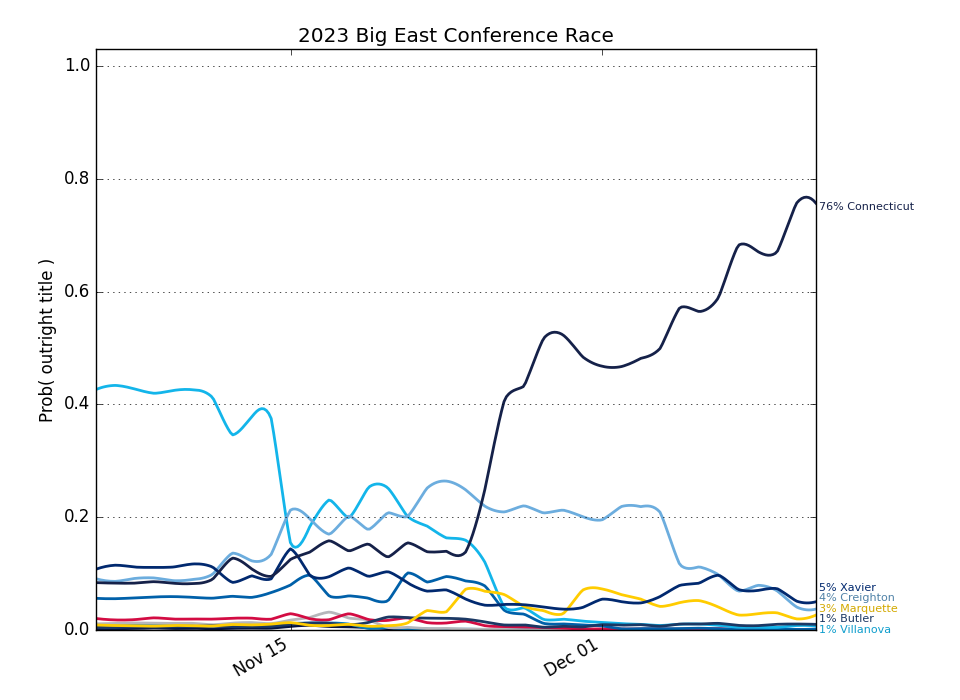 2023 Big East Conference Race
1.0
0.8
0.6
0.4
0.2
0.0
Prob( outright title )
Nov 15
Dec 01
76% Connecticut
5% Xavier
4% Creighton
3% Marquette
1% Butler
1% Villanova